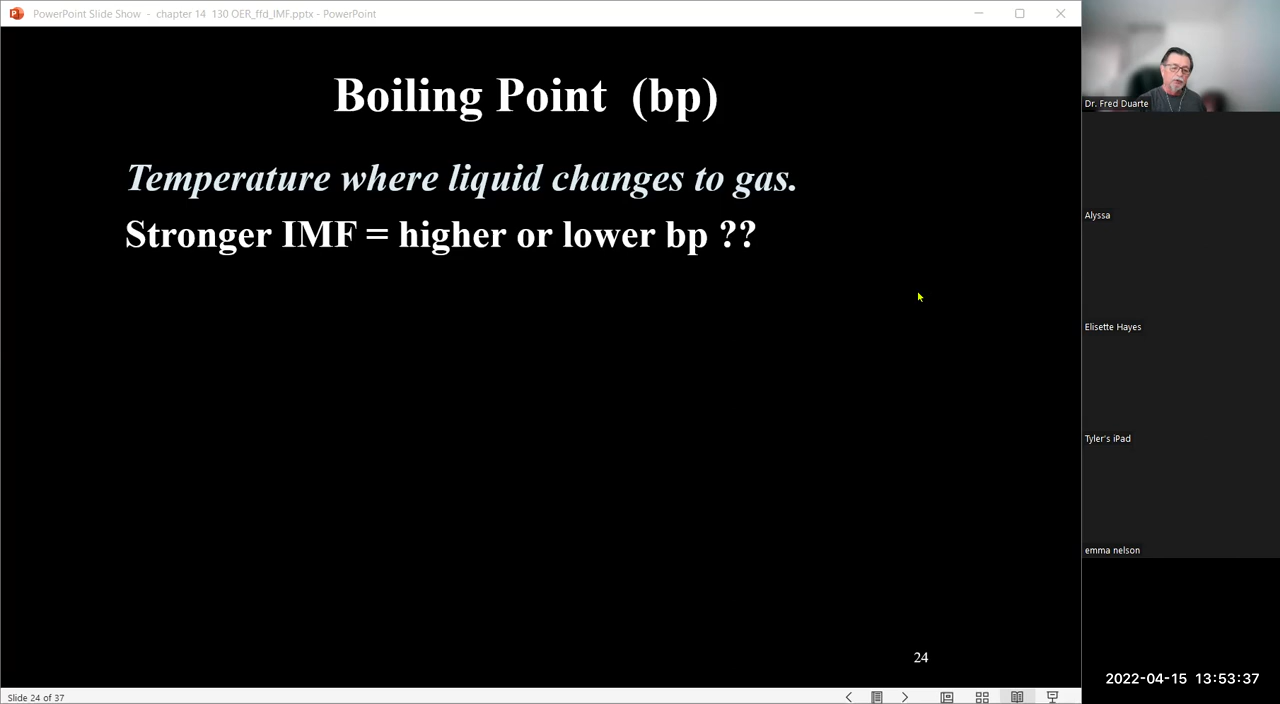 PowerPoint Slide Show - chapter 14 130 OER_ffd_IMF.pptx - PowerPoint
Boiling Point (bp)
Temperature where liquid changes to gas.
Stronger IMF = higher or lower bp ??
24
Slide 24 of 37
Dr. Fred Duarte
Alyssa
Elisette Hayes
Tyler's iPad
emma nelson
2022-04-15 13:53:37